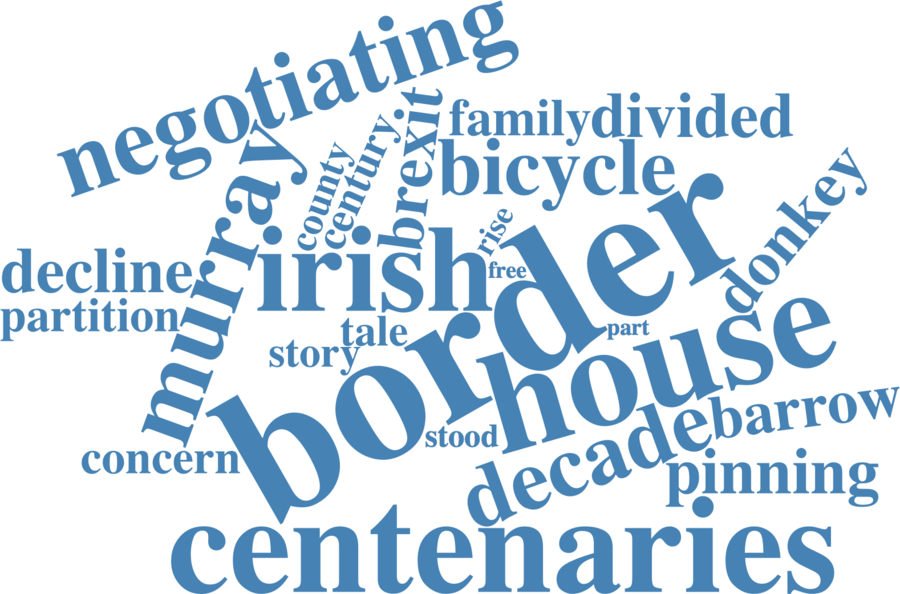 negotiating
family
divided
brexit
bicycle
century
county
murray
donkey
rise
irish
border
free
decline
partition
tale
part
story
house
barrow
stood
decade
concern
pinning
centenaries